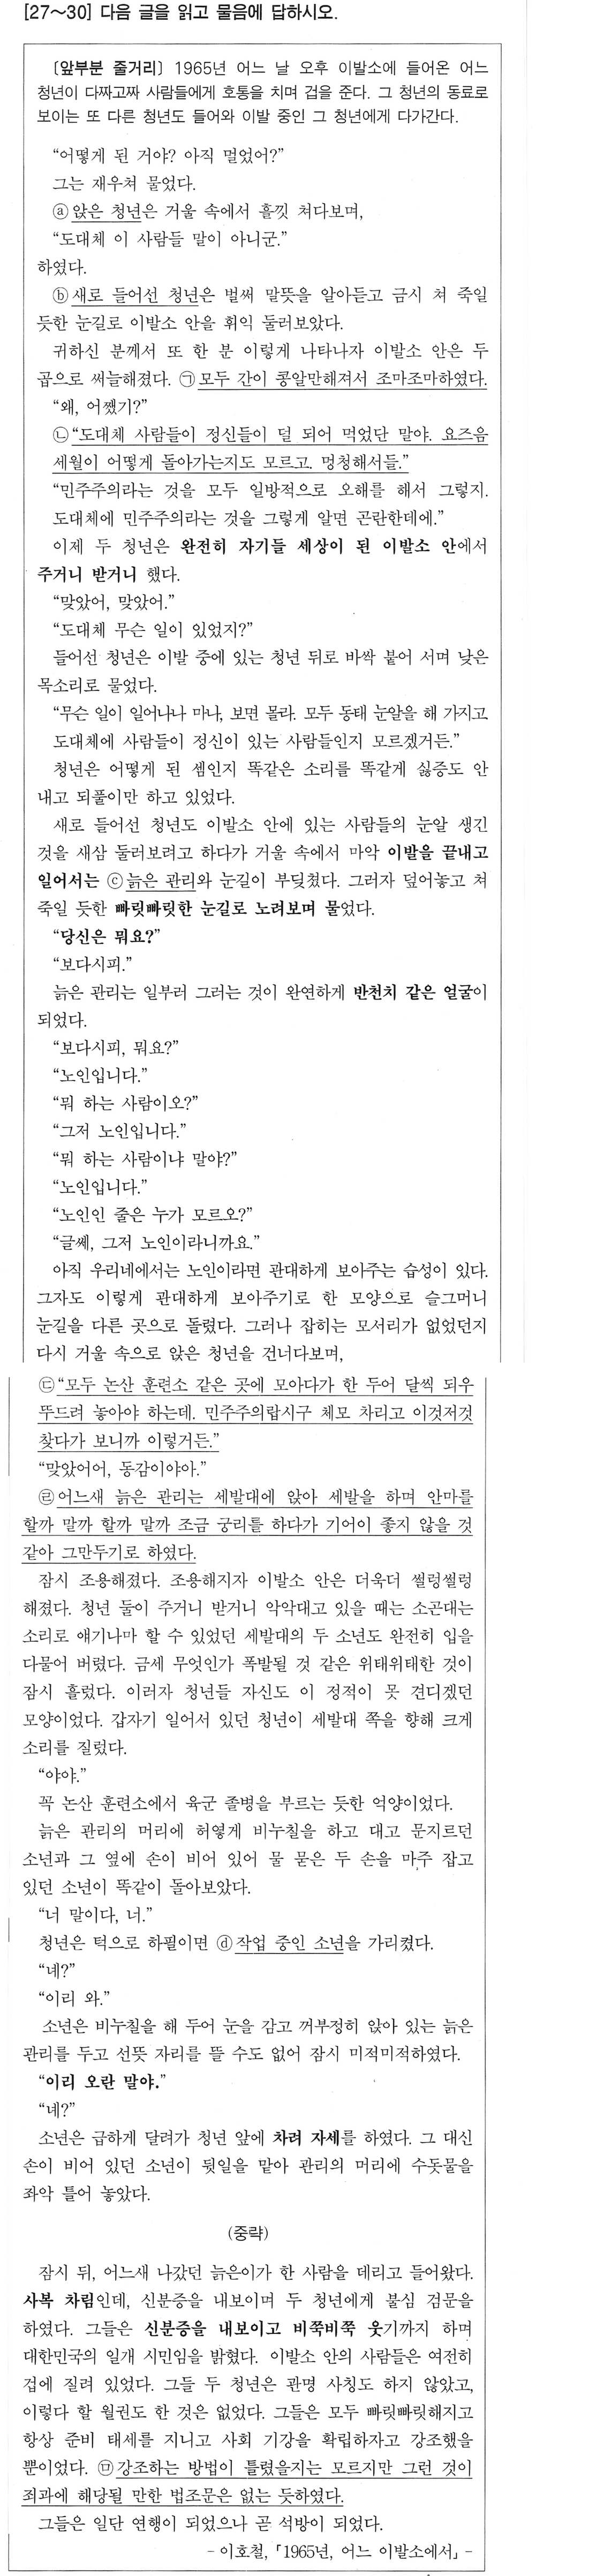 [27～30] 다음 글을 읽고 물음에 답하시오.
〔앞부분 줄거리〕 1965년 어느 날 오후 이발소에 들어온 어느
청년이 다짜고짜 사람들에게 호통을 치며 겁을 준다. 그 청년의 동료로
보이는 또 다른 청년도 들어와 이발 중인 그 청년에게 다가간다.
“어떻게 된 거야? 아직 멀었어?”
그는 재우쳐 물었다.
ⓐ앉은 청년은 거울 속에서 흘낏 쳐다보며,
“도대체 이 사람들 말이 아니군.”
하였다.
ⓑ새로 들어선 청년은 벌써 말뜻을 알아듣고 금시 쳐 죽일
듯한 눈길로 이발소 안을 휘익 둘러보았다.
귀하신 분께서 또 한 분 이렇게 나타나자 이발소 안은 두
곱으로 써늘해졌다. ㉠모두 간이 콩알만해져서 조마조마하였다.
“왜, 어쨌기?”
㉡“도대체 사람들이 정신들이 덜 되어 먹었단 말야. 요즈음
세월이 어떻게 돌아가는지도 모르고. 멍청해서들.”
“민주주의라는 것을 모두 일방적으로 오해를 해서 그렇지.
도대체에 민주주의라는 것을 그렇게 알면 곤란한데에.”
이제 두 청년은 완전히 자기들 세상이 된 이발소 안에서
주거니 받거니 했다.
“맞았어, 맞았어.”
“도대체 무슨 일이 있었지?”
들어선 청년은 이발 중에 있는 청년 뒤로 바싹 붙어 서며 낮은
목소리로 물었다.
“무슨 일이 일어나나 마나, 보면 몰라. 모두 동태 눈알을 해 가지고.
도대체에 사람들이 정신이 있는 사람들인지 모르겠거든.”
청년은 어떻게 된 셈인지 똑같은 소리를 똑같게 싫증도 안
내고 되풀이만 하고 있었다.
새로 들어선 청년도 이발소 안에 있는 사람들의 눈알 생긴
것을 새삼 둘러보려고 하다가 거울 속에서 마악 이발을 끝내고
일어서는 ⓒ늙은 관리와 눈길이 부딪쳤다. 그러자 덮어놓고 쳐
죽일 듯한 빠릿빠릿한 눈길로 노려보며 물었다.
“당신은 뭐요?”
“보다시피.”
늙은 관리는 일부러 그러는 것이 완연하게 반천치 같은 얼굴이
되었다.
“보다시피, 뭐요?”
“노인입니다.”
“뭐 하는 사람이오?”
“그저 노인입니다.”
“뭐 하는 사람이냐 말야?”
“노인입니다.”
“노인인 줄은 누가 모르오?”
“글쎄, 그저 노인이라니까요.”
아직 우리네에서는 노인이라면 관대하게 보아주는 습성이 있다.
그자도 이렇게 관대하게 보아주기로 한 모양으로 슬그머니
눈길을 다른 곳으로 돌렸다. 그러나 잡히는 모서리가 없었던지
다시 거울 속으로 앉은 청년을 건너다보며,
㉢“모두 논산 훈련소 같은 곳에 모아다가 한 두어 달씩 되우
뚜드려 놓아야 하는데. 민주주의랍시구 체모 차리고 이것저것
찾다가 보니까 이렇거든.”
“맞았어어, 동감이야아.”
㉣어느새 늙은 관리는 세발대에 앉아 세발을 하며 안마를
할까 말까 할까 말까 조금 궁리를 하다가 기어이 좋지 않을 것
같아 그만두기로 하였다.
잠시 조용해졌다. 조용해지자 이발소 안은 더욱더 썰렁썰렁
해졌다. 청년 둘이 주거니 받거니 악악대고 있을 때는 소곤대는
소리로 얘기나마 할 수 있었던 세발대의 두 소년도 완전히 입을
다물어 버렸다. 금세 무엇인가 폭발될 것 같은 위태위태한 것이
잠시 흘렀다. 이러자 청년들 자신도 이 정적이 못 견디겠던
모양이었다. 갑자기 일어서 있던 청년이 세발대 쪽을 향해 크게
소리를 질렀다.
“야야.”
꼭 논산 훈련소에서 육군 졸병을 부르는 듯한 억양이었다.
늙은 관리의 머리에 허옇게 비누칠을 하고 대고 문지르던
소년과 그 옆에 손이 비어 있어 물 묻은 두 손을 마주 잡고
있던 소년이 똑같이 돌아보았다.
“너 말이다, 너.”
청년은 턱으로 하필이면 ⓓ작업 중인 소년을 가리켰다.
“네?”
“이리 와.”
소년은 비누칠을 해 두어 눈을 감고 꺼부정히 앉아 있는 늙은
관리를 두고 선뜻 자리를 뜰 수도 없어 잠시 미적미적하였다.
“이리 오란 말야.”
“네?”
소년은 급하게 달려가 청년 앞에 차려 자세를 하였다. 그 대신
손이 비어 있던 소년이 뒷일을 맡아 관리의 머리에 수돗물을
좌악 틀어 놓았다.
(중략)
잠시 뒤, 어느새 나갔던 늙은이가 한 사람을 데리고 들어왔다.
사복 차림인데, 신분증을 내보이며 두 청년에게 불심 검문을
하였다. 그들은 신분증을 내보이고 비쭉비쭉 웃기까지 하며
대한민국의 일개 시민임을 밝혔다. 이발소 안의 사람들은 여전히
겁에 질려 있었다. 그들 두 청년은 관명 사칭도 하지 않았고,
이렇다 할 월권도 한 것은 없었다. 그들은 모두 빠릿빠릿해지고
항상 준비 태세를 지니고 사회 기강을 확립하자고 강조했을
뿐이었다. ㉤강조하는 방법이 틀렸을지는 모르지만 그런 것이
죄과에 해당될 만한 법조문은 없는 듯하였다.
그들은 일단 연행이 되었으나 곧 석방이 되었다.
- 이호철, ｢1965년, 어느 이발소에서｣ -